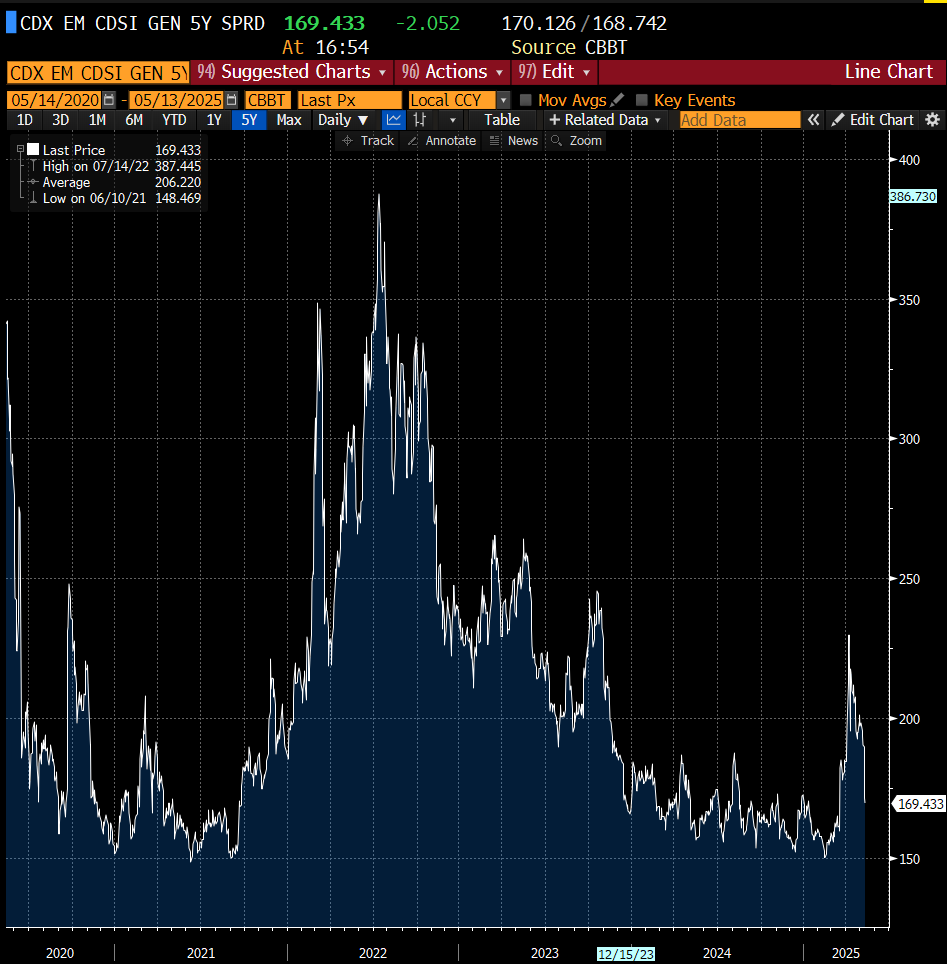 CDX EM CDSI GEN 5Y SPRD 169.433 -2.052 170.126/168.742
At 16:54 Source CBBT
CDX EM CDSI GEN 5Y 94) Suggested Charts 96) Actions 97) Edit Line Chart
05/14/2020 - 05/13/2025 CBBT Last Px Local CCY Mov Avgs Key Events
1D 3D 1M 6M YTD 1Y 5Y Max Daily ▼ Table + Related Data Add Data « Edit Chart
Track Annotate News Zoom
Last Price 169.433
High on 07/14/22 387.445
Average 206.220
Low on 06/10/21 148.469
400
386.730
350
300
250
200
169.433
150
2020 2021 2022 2023 12/15/23 2024 2025